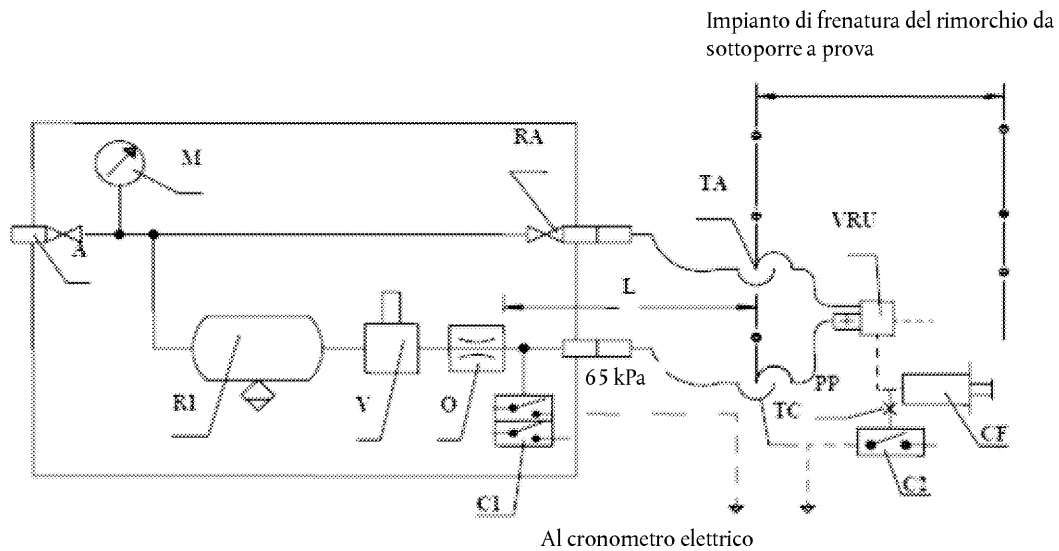 Impianto di frenatura del rimorchio da
sottoporre a prova
M
RA
TA
VRU
A
L
65 kPa
PP
R1
V
O
TC
CF
C1
C2
Al cronometro elettrico